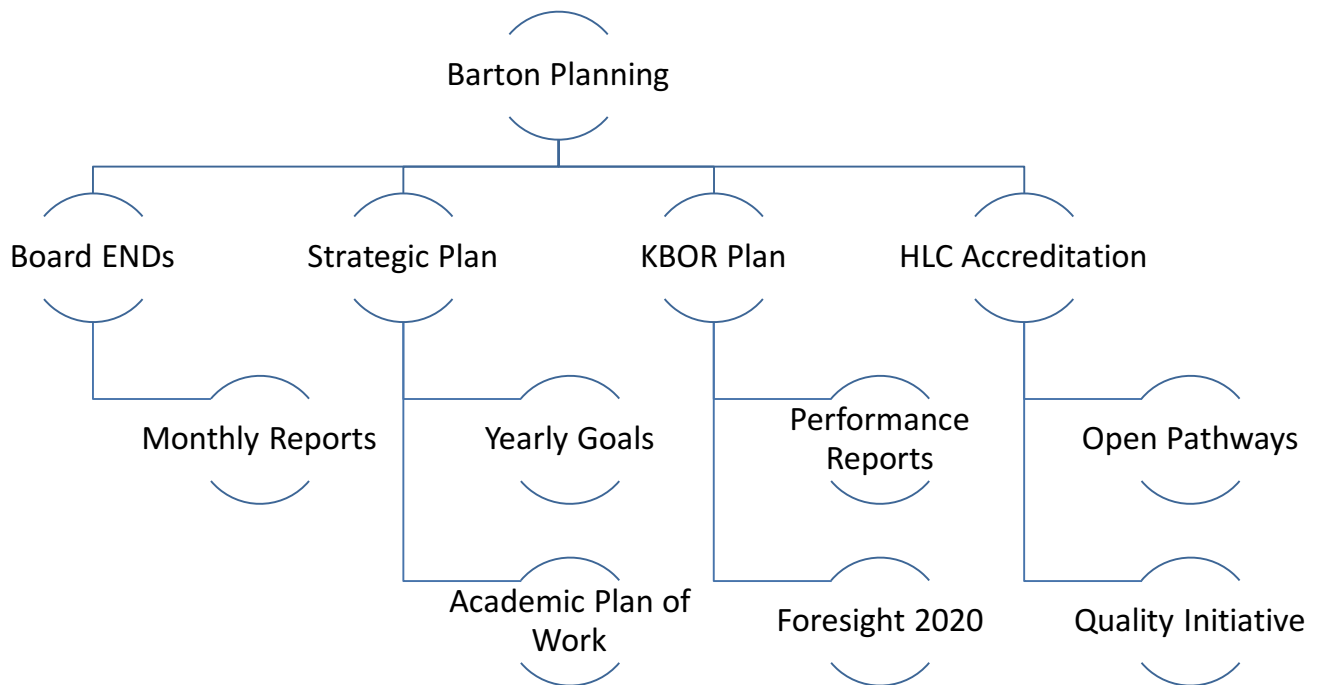 Barton Planning
Board ENDs
Strategic Plan
KBOR Plan
HLC Accreditation
Monthly Reports
Yearly Goals
Performance
Reports
Open Pathways
Academic Plan of
Work
Foresight 2020
Quality Initiative